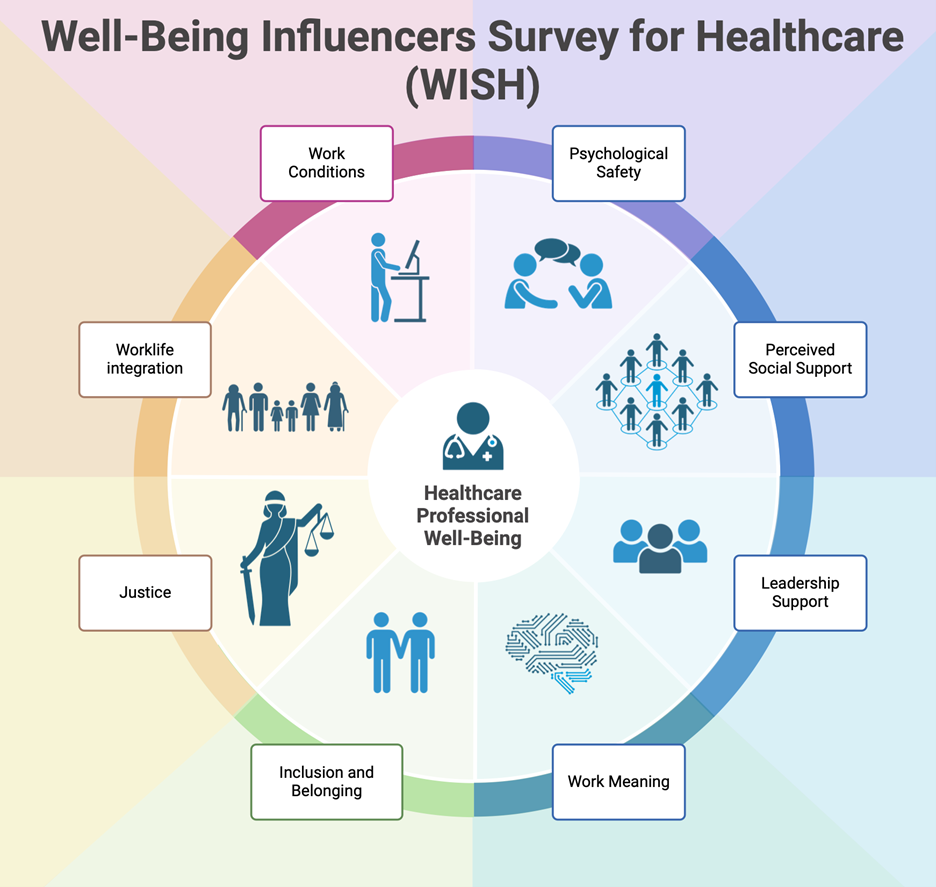 Well-Being Influencers Survey for Healthcare
(WISH)
Work
Conditions
Psychological
Safety
Worklife
integration
Perceived
Social Support
Healthcare
Professional
Well-Being
Justice
Leadership
Support
Inclusion and
Belonging
Work Meaning